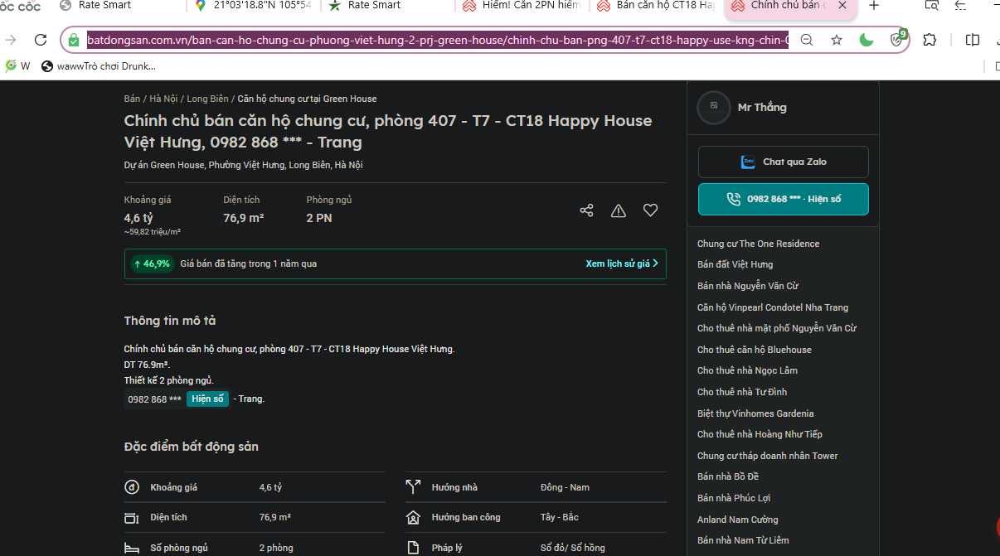 ốc cốc
Rate Smart
21°03'18.8"N 105°54
Rate Smart
Hiếm! Căn 2PN hiếm
Bán căn hộ CT18 Hap
Chính chủ bán c
batdongsan.com.vn/ban-can-ho-chung-cu-phuong-viet-hung-2-prj-green-house/chinh-chu-ban-png-407-t7-ct18-happy-use-kng-chin-0
9
W
wawwTrò chơi Drunk...
Bán / Hà Nội / Long Biên / Căn hộ chung cư tại Green House
Chính chủ bán căn hộ chung cư, phòng 407 - T7 - CT18 Happy House
Việt Hưng, 0982 868 *** - Trang
Dự án Green House, Phường Việt Hưng, Long Biên, Hà Nội
Khoảng giá
Diện tích
Phòng ngủ
4,6 tỷ
76,9 m²
2 PN
~59,82 triệu/m²
46,9%
Giá bán đã tăng trong 1 năm qua
Xem lịch sử giá
Thông tin mô tả
Chính chủ bán căn hộ chung cư, phòng 407 - T7 - CT18 Happy House Việt Hưng.
DT 76.9m².
Thiết kế 2 phòng ngủ.
0982 868 *** Hiện số - Trang.
Đặc điểm bất động sản
Khoảng giá
4,6 tỷ
Hướng nhà
Đông - Nam
Diện tích
76,9 m²
Hướng ban công
Tây - Bắc
Số phòng ngủ
2 phòng
Pháp lý
Sổ đỏ/ Sổ hồng
Mr Thắng
Zalo
Chat qua Zalo
0982 868 *** · Hiện số
Chung cư The One Residence
Bán đất Việt Hưng
Bán nhà Nguyễn Văn Cừ
Căn hộ Vinpearl Condotel Nha Trang
Cho thuê nhà mặt phố Nguyễn Văn Cừ
Cho thuê căn hộ Bluehouse
Cho thuê nhà Ngọc Lâm
Cho thuê nhà Tư Đình
Biệt thự Vinhomes Gardenia
Cho thuê nhà Hoàng Như Tiếp
Chung cư tháp doanh nhân Tower
Bán nhà Bồ Đề
Bán nhà Phúc Lợi
Anland Nam Cường
Bán nhà Nam Từ Liêm